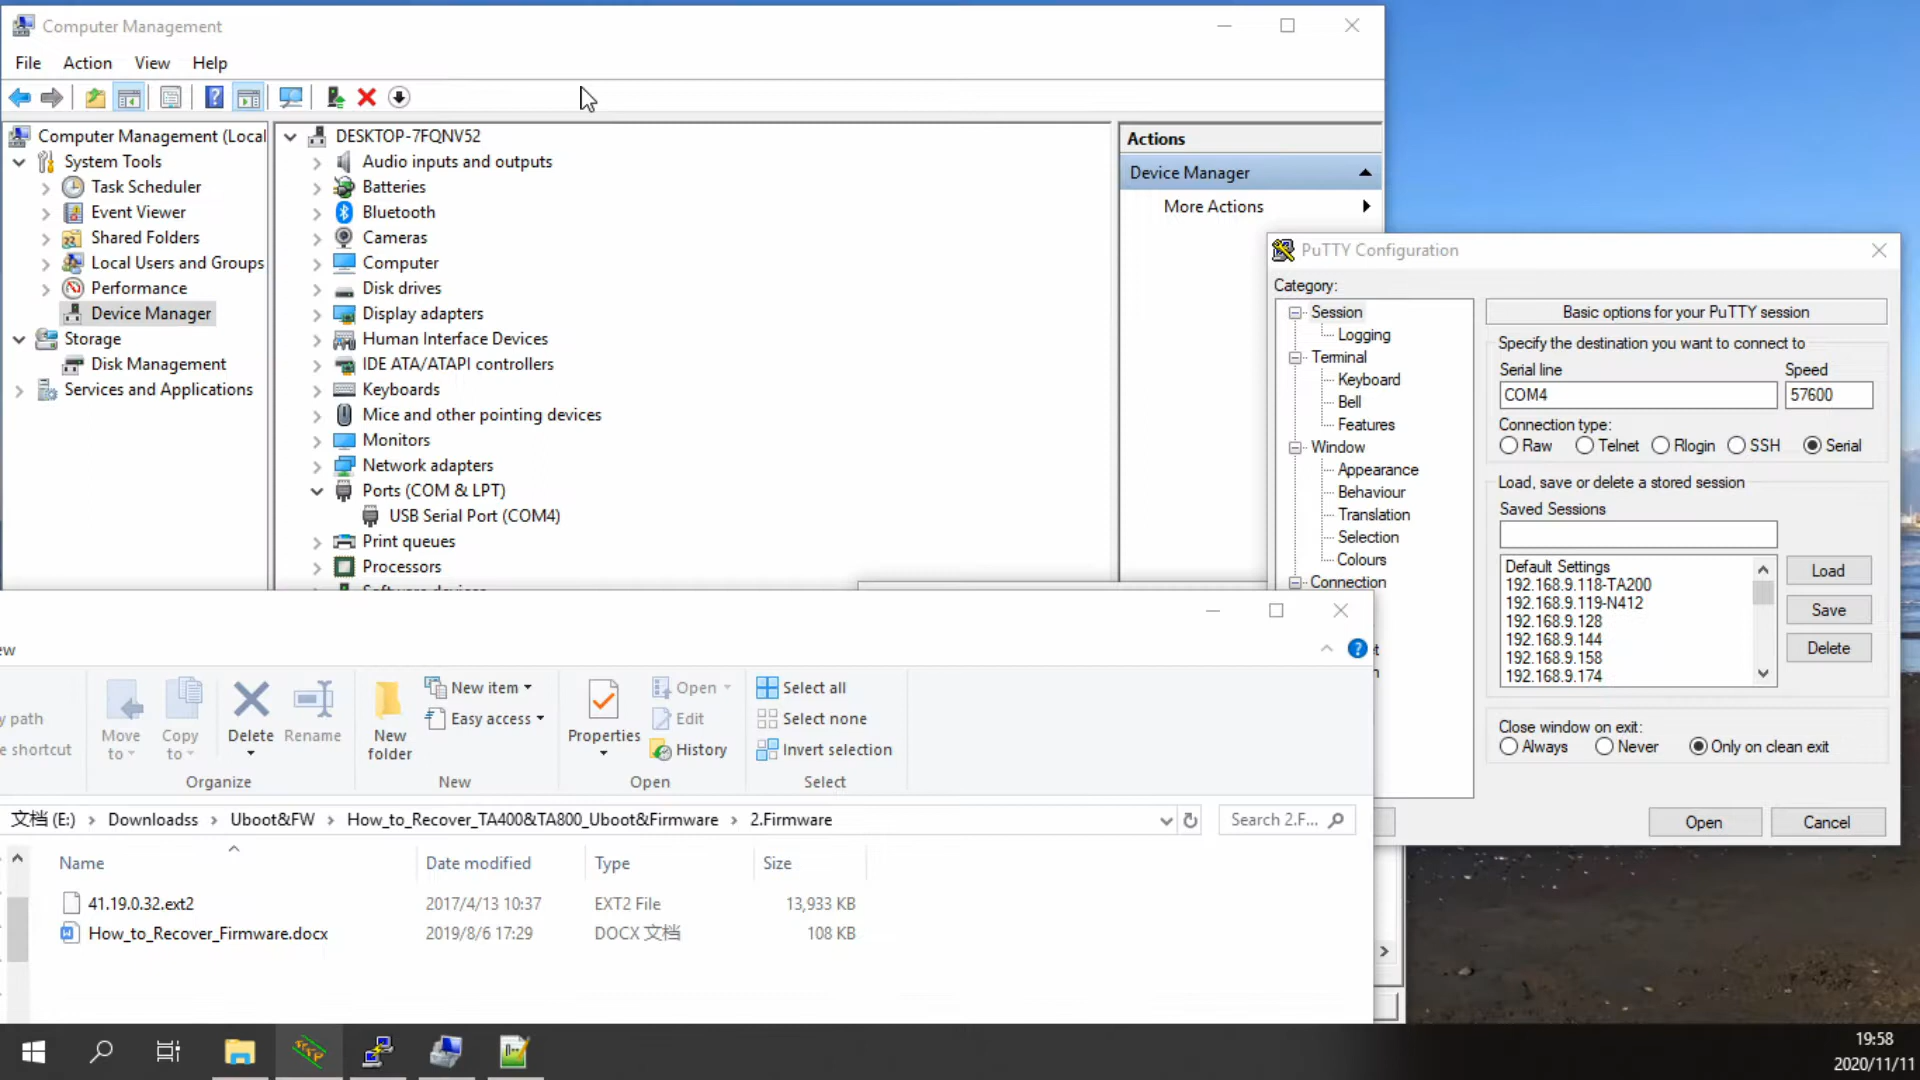 Computer Management
File Action View Help
Computer Management (Local
System Tools
Task Scheduler
Event Viewer
Shared Folders
Local Users and Groups
Performance
Device Manager
Storage
Disk Management
Services and Applications
DESKTOP-7FQNV52
Audio inputs and outputs
Batteries
Bluetooth
Cameras
Computer
Disk drives
Display adapters
Human Interface Devices
IDE ATA/ATAPI controllers
Keyboards
Mice and other pointing devices
Monitors
Network adapters
Ports (COM & LPT)
USB Serial Port (COM4)
Print queues
Processors
Actions
Device Manager
More Actions
PuTTY Configuration
Category:
Session
Logging
Terminal
Keyboard
Bell
Features
Window
Appearance
Behaviour
Translation
Selection
Colours
Connection
Basic options for your PuTTY session
Specify the destination you want to connect to
Serial line Speed
COM4 57600
Connection type:
Raw Telnet Rlogin SSH Serial
Load, save or delete a stored session
Saved Sessions
Default Settings
192.168.9.118-TA200
192.168.9.119-N412
192.168.9.128
192.168.9.144
192.168.9.158
192.168.9.174
Load
Save
Delete
Close window on exit:
Always Never Only on clean exit
Open Cancel
ew
y path
e shortcut
Move to
Copy to
Delete
Rename
Organize
New folder
New item
Easy access
New
Properties
Open
Edit
History
Open
Select all
Select none
Invert selection
Select
文档 (E:) Downloadss Uboot&FW How_to_Recover_TA400&TA800_Uboot&Firmware 2.Firmware
Search 2.F...
Name Date modified Type Size
41.19.0.32.ext2 2017/4/13 10:37 EXT2 File 13,933 KB
How_to_Recover_Firmware.docx 2019/8/6 17:29 DOCX 文档 108 KB
19:58
2020/11/11